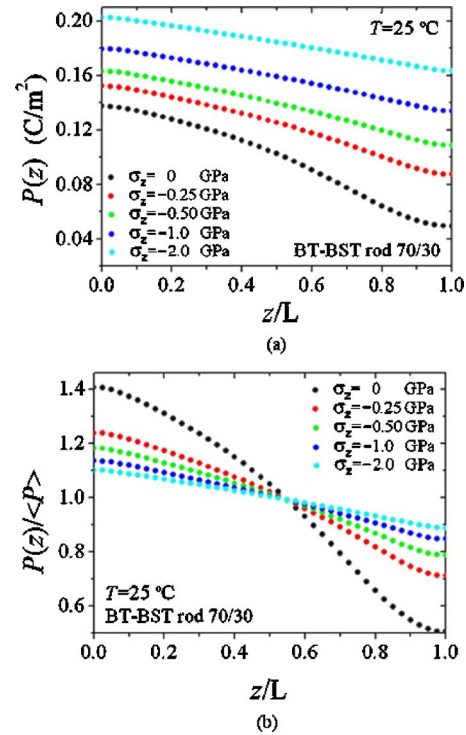 0.20
0.16
0.12
0.08
0.04
P(z) (C/m²)
T=25 ºC
σz= 0 GPa
σz=−0.25 GPa
σz=−0.50 GPa
σz=−1.0 GPa
σz=−2.0 GPa
BT-BST rod 70/30
0.0 0.2 0.4 0.6 0.8 1.0
z/L
(a)
1.4
1.2
1.0
0.8
0.6
P(z)/<P>
σz= 0 GPa
σz=−0.25 GPa
σz=−0.50 GPa
σz=−1.0 GPa
σz=−2.0 GPa
T=25 ºC
BT-BST rod 70/30
0.0 0.2 0.4 0.6 0.8 1.0
z/L
(b)